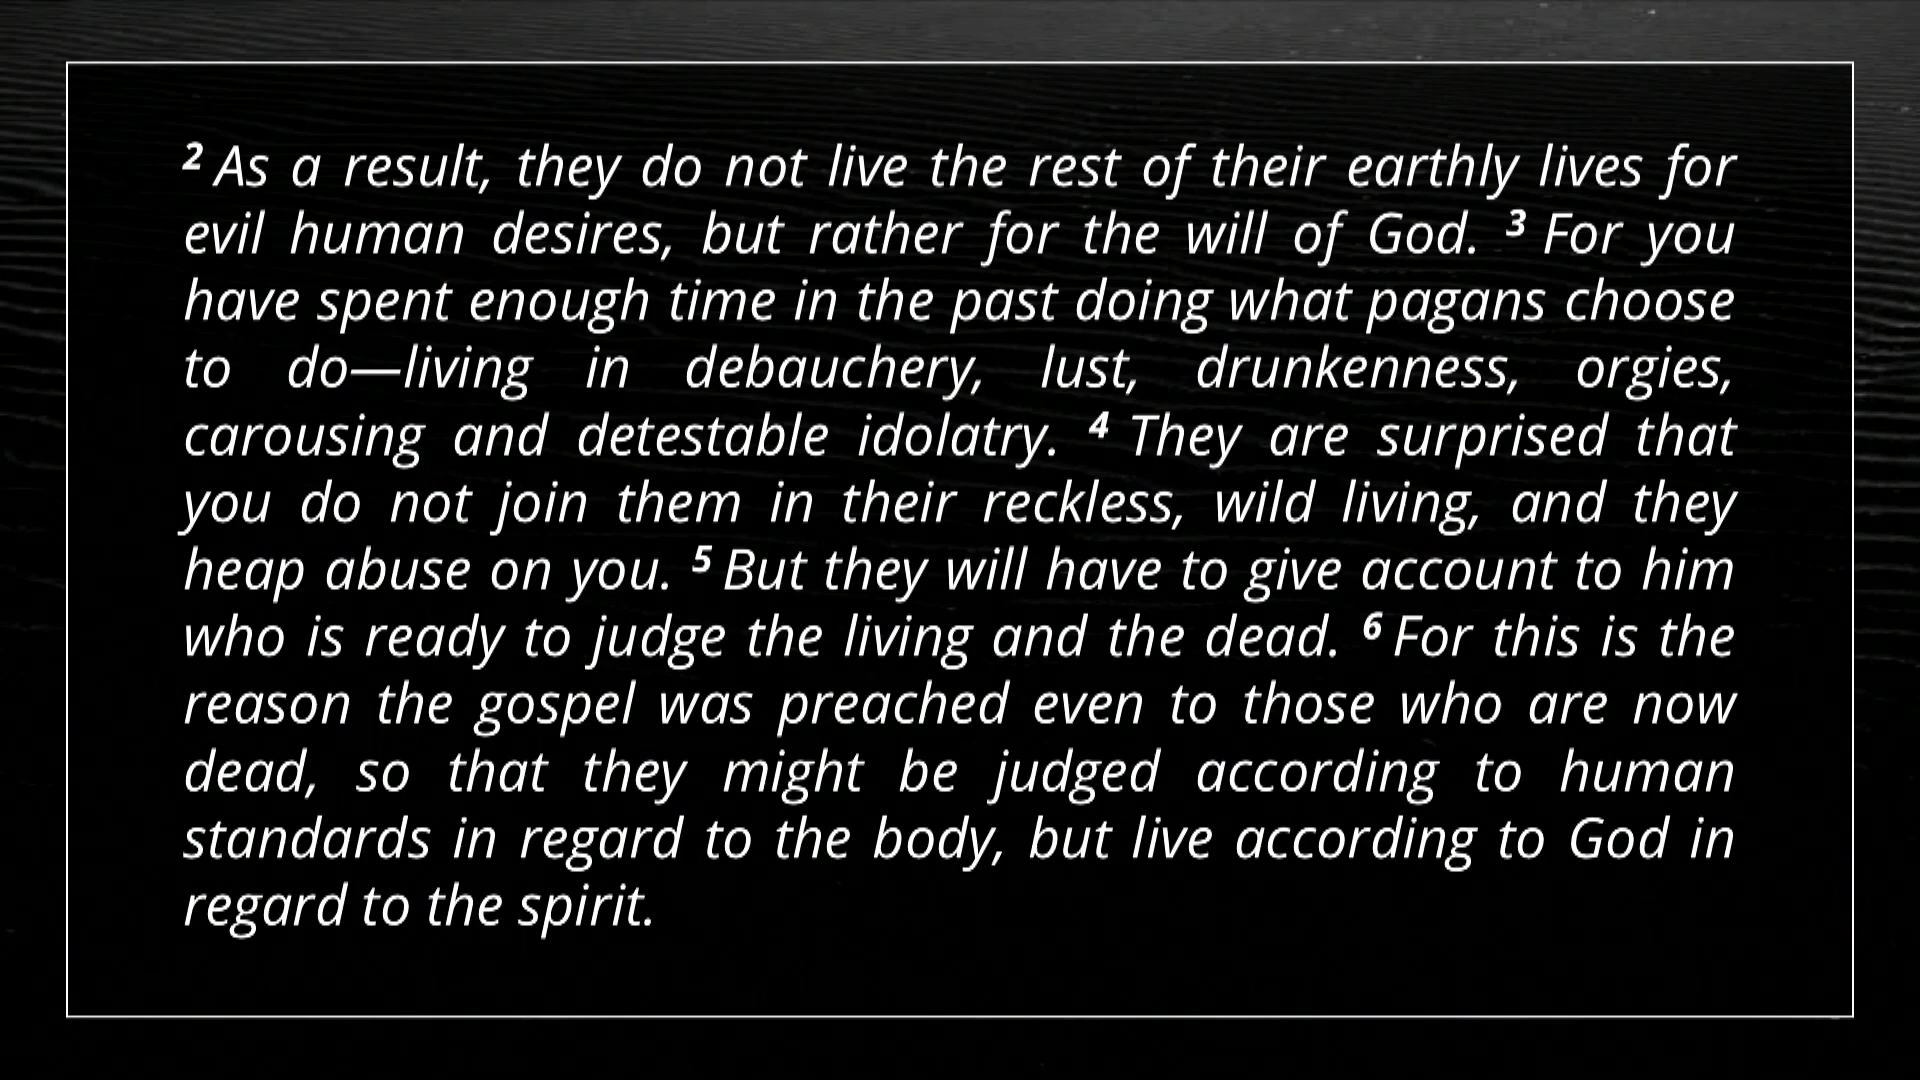 2 As a result, they do not live the rest of their earthly lives for
evil human desires, but rather for the will of God. 3 For you
have spent enough time in the past doing what pagans choose
to do—living in debauchery, lust, drunkenness, orgies,
carousing and detestable idolatry. 4 They are surprised that
you do not join them in their reckless, wild living, and they
heap abuse on you. 5 But they will have to give account to him
who is ready to judge the living and the dead. 6 For this is the
reason the gospel was preached even to those who are now
dead, so that they might be judged according to human
standards in regard to the body, but live according to God in
regard to the spirit.